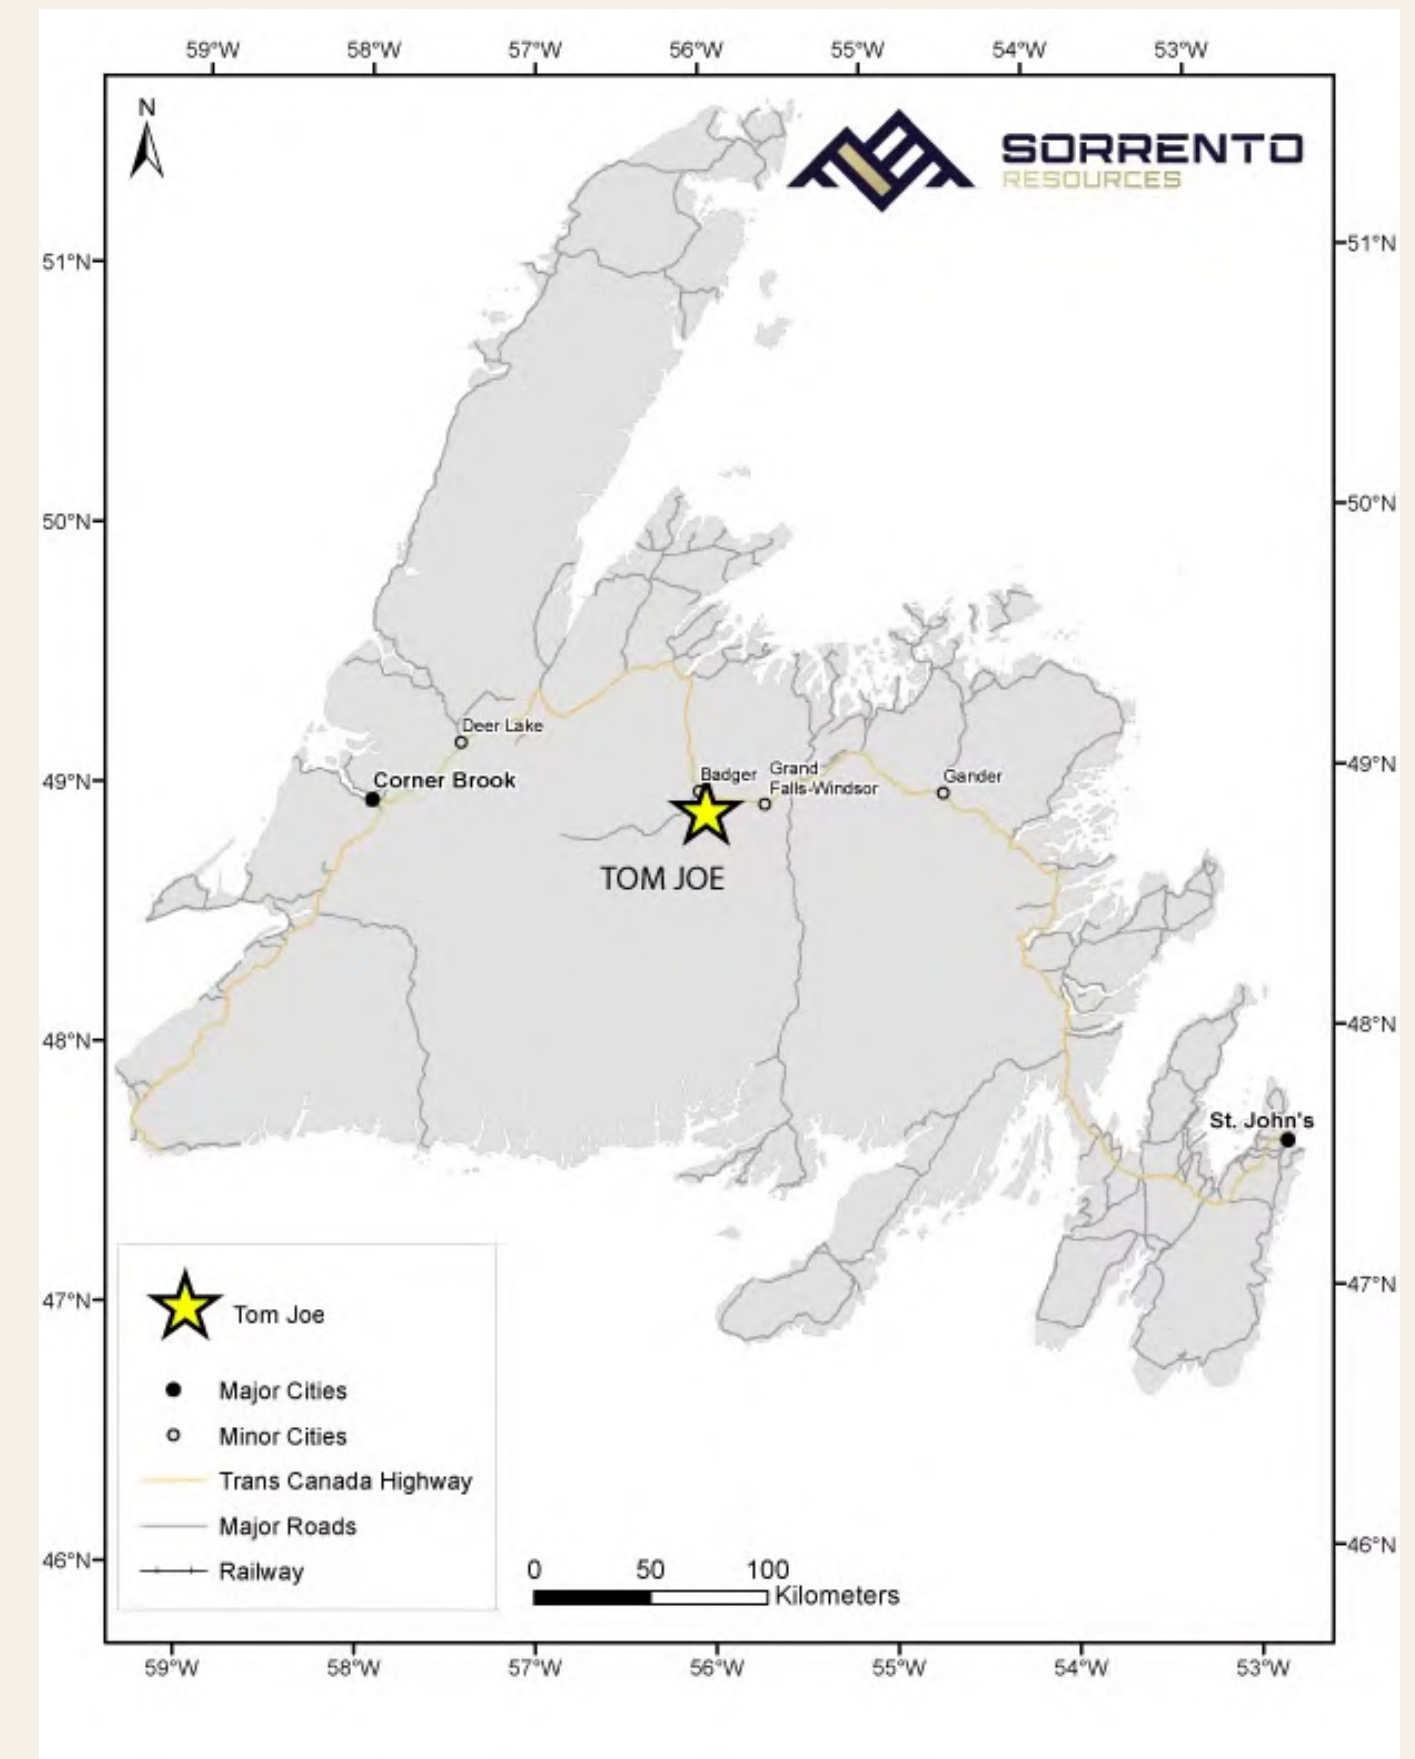 59°W 58°W 57°W 56°W 55°W 54°W 53°W
N
SORRENTO
RESOURCES
51°N 51°N
50°N 50°N
Deer Lake
49°N 49°N
Corner Brook
Badger
Grand
Falls-Windsor
Gander
TOM JOE
48°N 48°N
St. John's
47°N 47°N
Tom Joe
Major Cities
Minor Cities
Trans Canada Highway
Major Roads
Railway
46°N 46°N
0 50 100
Kilometers
59°W 58°W 57°W 56°W 55°W 54°W 53°W